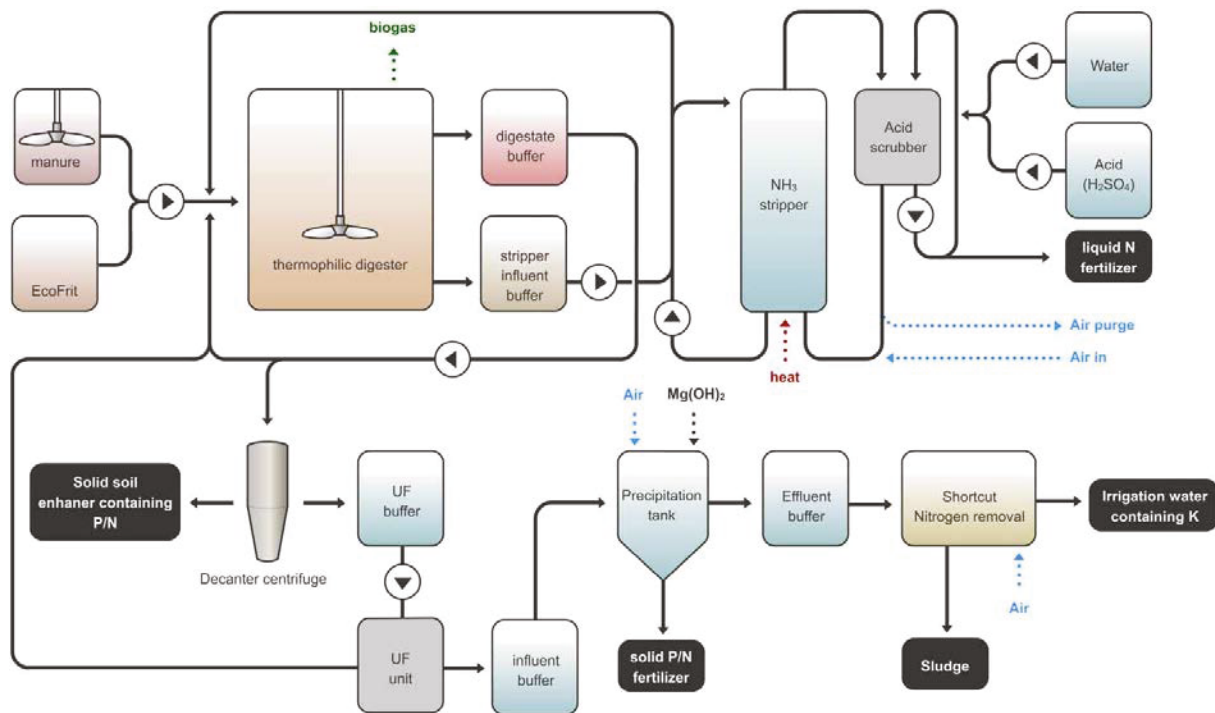 biogas
manure
EcoFrit
thermophilic digester
digestate
buffer
stripper
influent
buffer
NH₃
stripper
Acid
scrubber
Water
Acid
(H₂SO₄)
liquid N
fertilizer
Air purge
Air in
heat
Solid soil
enhaner containing
P/N
Decanter centrifuge
UF
buffer
UF
unit
influent
buffer
Air
Mg(OH)₂
Precipitation
tank
solid P/N
fertilizer
Effluent
buffer
Shortcut
Nitrogen removal
Air
Sludge
Irrigation water
containing K